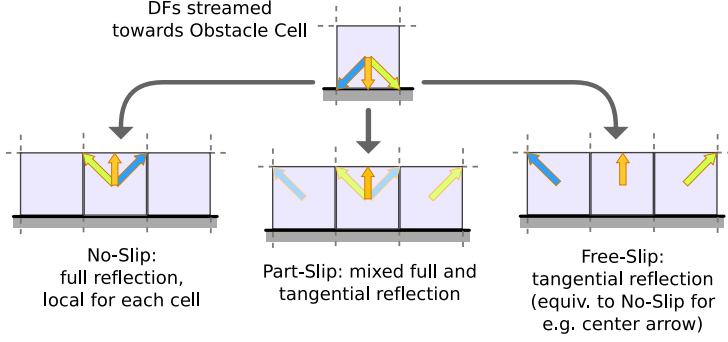 DFs streamed
towards Obstacle Cell
No-Slip:
full reflection,
local for each cell
Part-Slip: mixed full and
tangential reflection
Free-Slip:
tangential reflection
(equiv. to No-Slip for
e.g. center arrow)